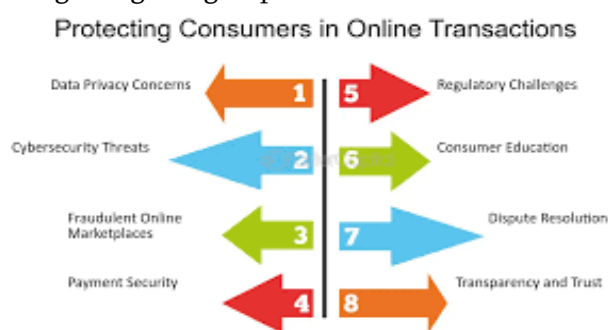 Protecting Consumers in Online Transactions
Data Privacy Concerns
1
Cybersecurity Threats
2
Fraudulent Online
Marketplaces
3
Payment Security
4
5
Regulatory Challenges
6
Consumer Education
7
Dispute Resolution
8
Transparency and Trust